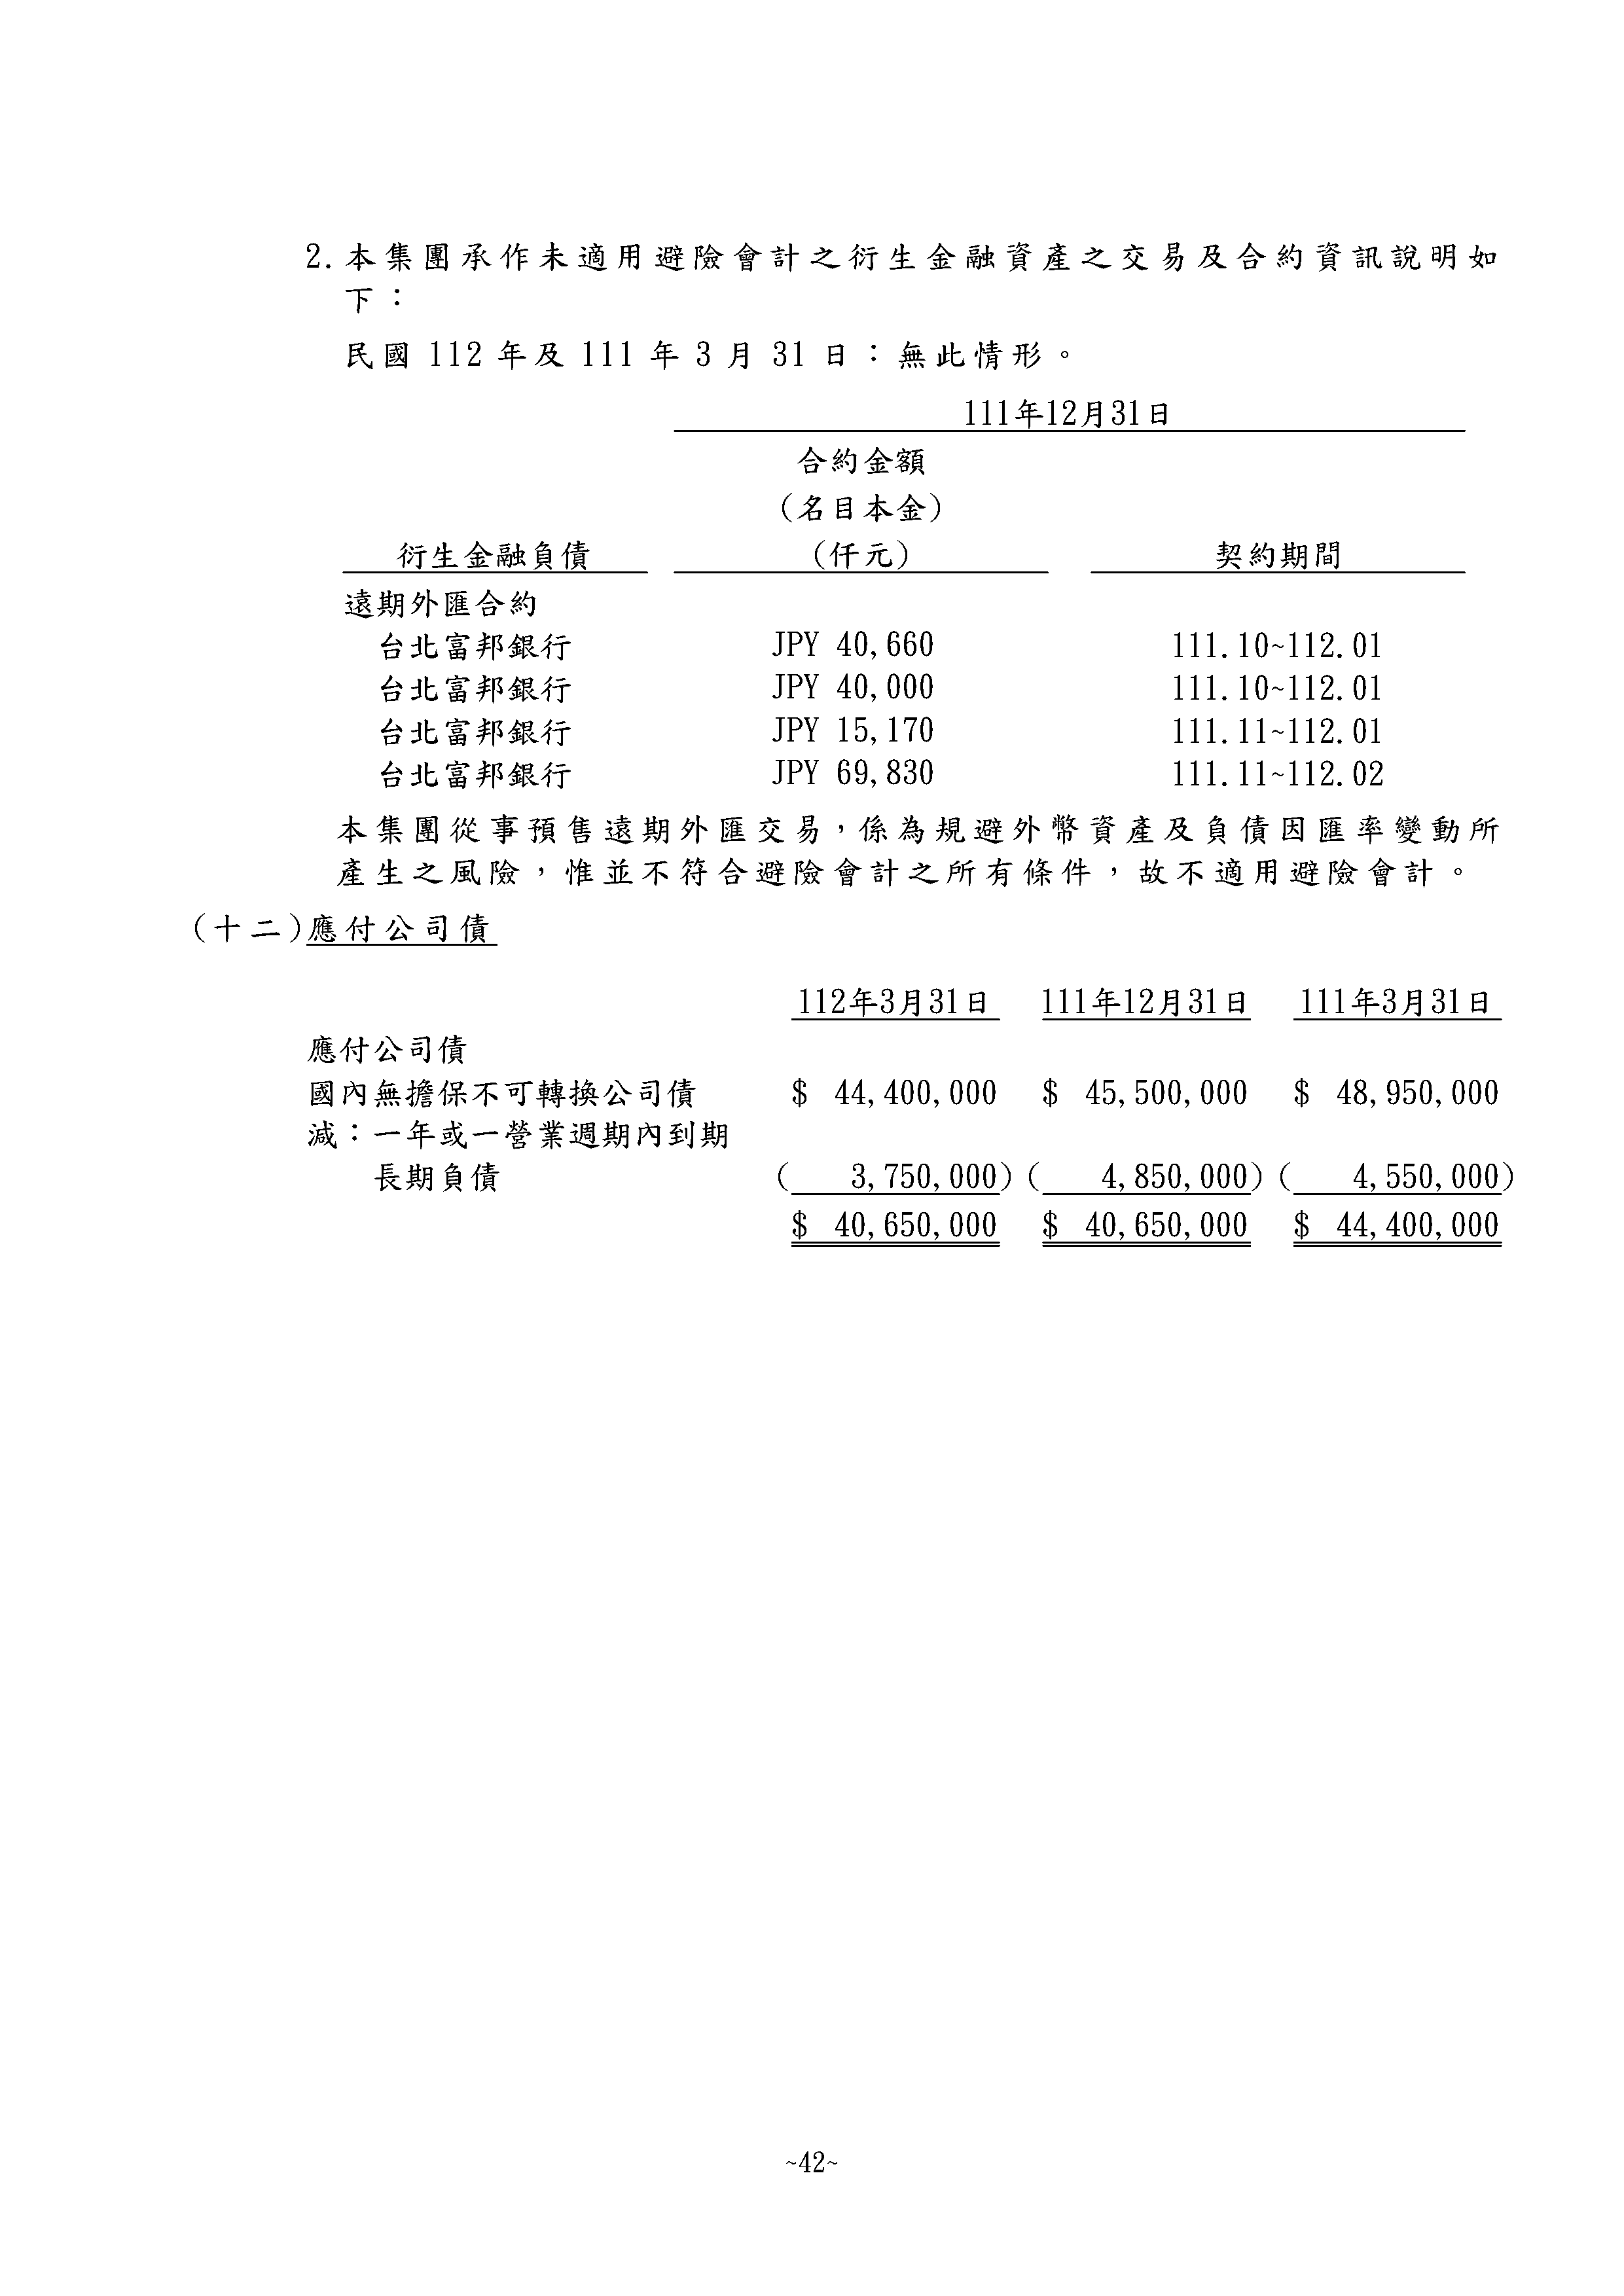 2.本集團承作未適用避險會計之衍生金融資產之交易及合約資訊說明如
下：
民國 112 年及 111 年 3 月 31 日：無此情形。
111年12月31日
合約金額
(名目本金)
衍生金融負債 (仟元) 契約期間
遠期外匯合約
台北富邦銀行 JPY 40,660 111.10~112.01
台北富邦銀行 JPY 40,000 111.10~112.01
台北富邦銀行 JPY 15,170 111.11~112.01
台北富邦銀行 JPY 69,830 111.11~112.02
本集團從事預售遠期外匯交易，係為規避外幣資產及負債因匯率變動所
產生之風險，惟並不符合避險會計之所有條件，故不適用避險會計。
(十二)應付公司債
112年3月31日 111年12月31日 111年3月31日
應付公司債
國內無擔保不可轉換公司債 $ 44,400,000 $ 45,500,000 $ 48,950,000
減：一年或一營業週期內到期
長期負債 ( 3,750,000) ( 4,850,000) ( 4,550,000)
$ 40,650,000 $ 40,650,000 $ 44,400,000
~42~